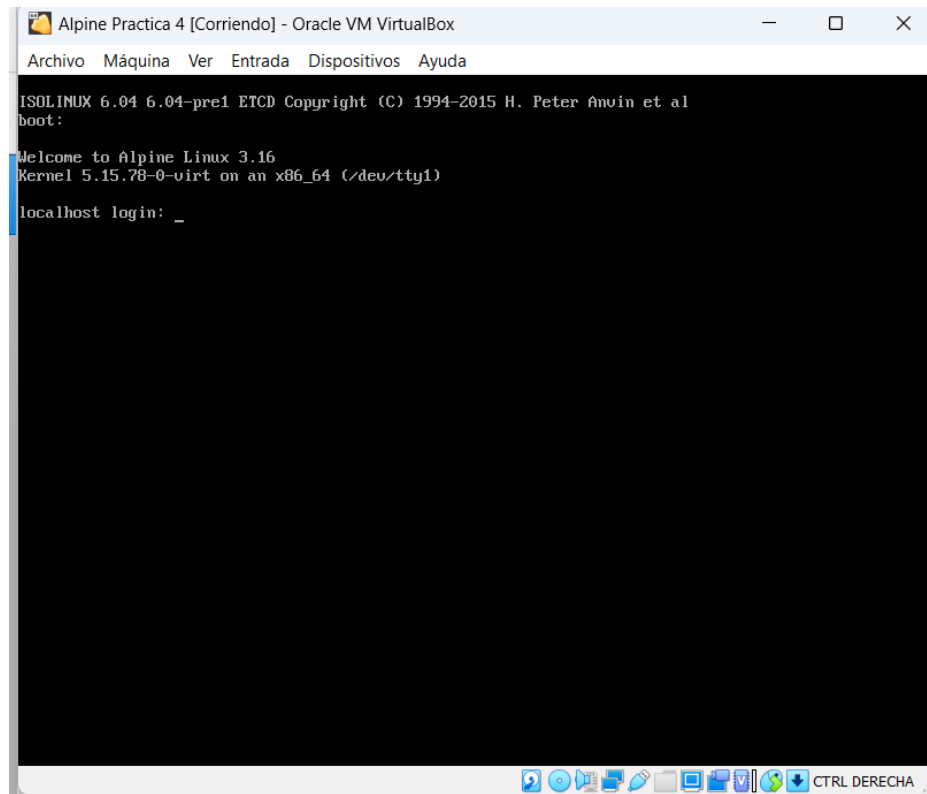 Alpine Practica 4 [Corriendo] - Oracle VM VirtualBox
Archivo Máquina Ver Entrada Dispositivos Ayuda
ISOLINUX 6.04 6.04-pre1 ETCD Copyright (C) 1994-2015 H. Peter Anvin et al
boot:
Welcome to Alpine Linux 3.16
Kernel 5.15.78-0-virt on an x86_64 (/dev/tty1)
localhost login: _
CTRL DERECHA